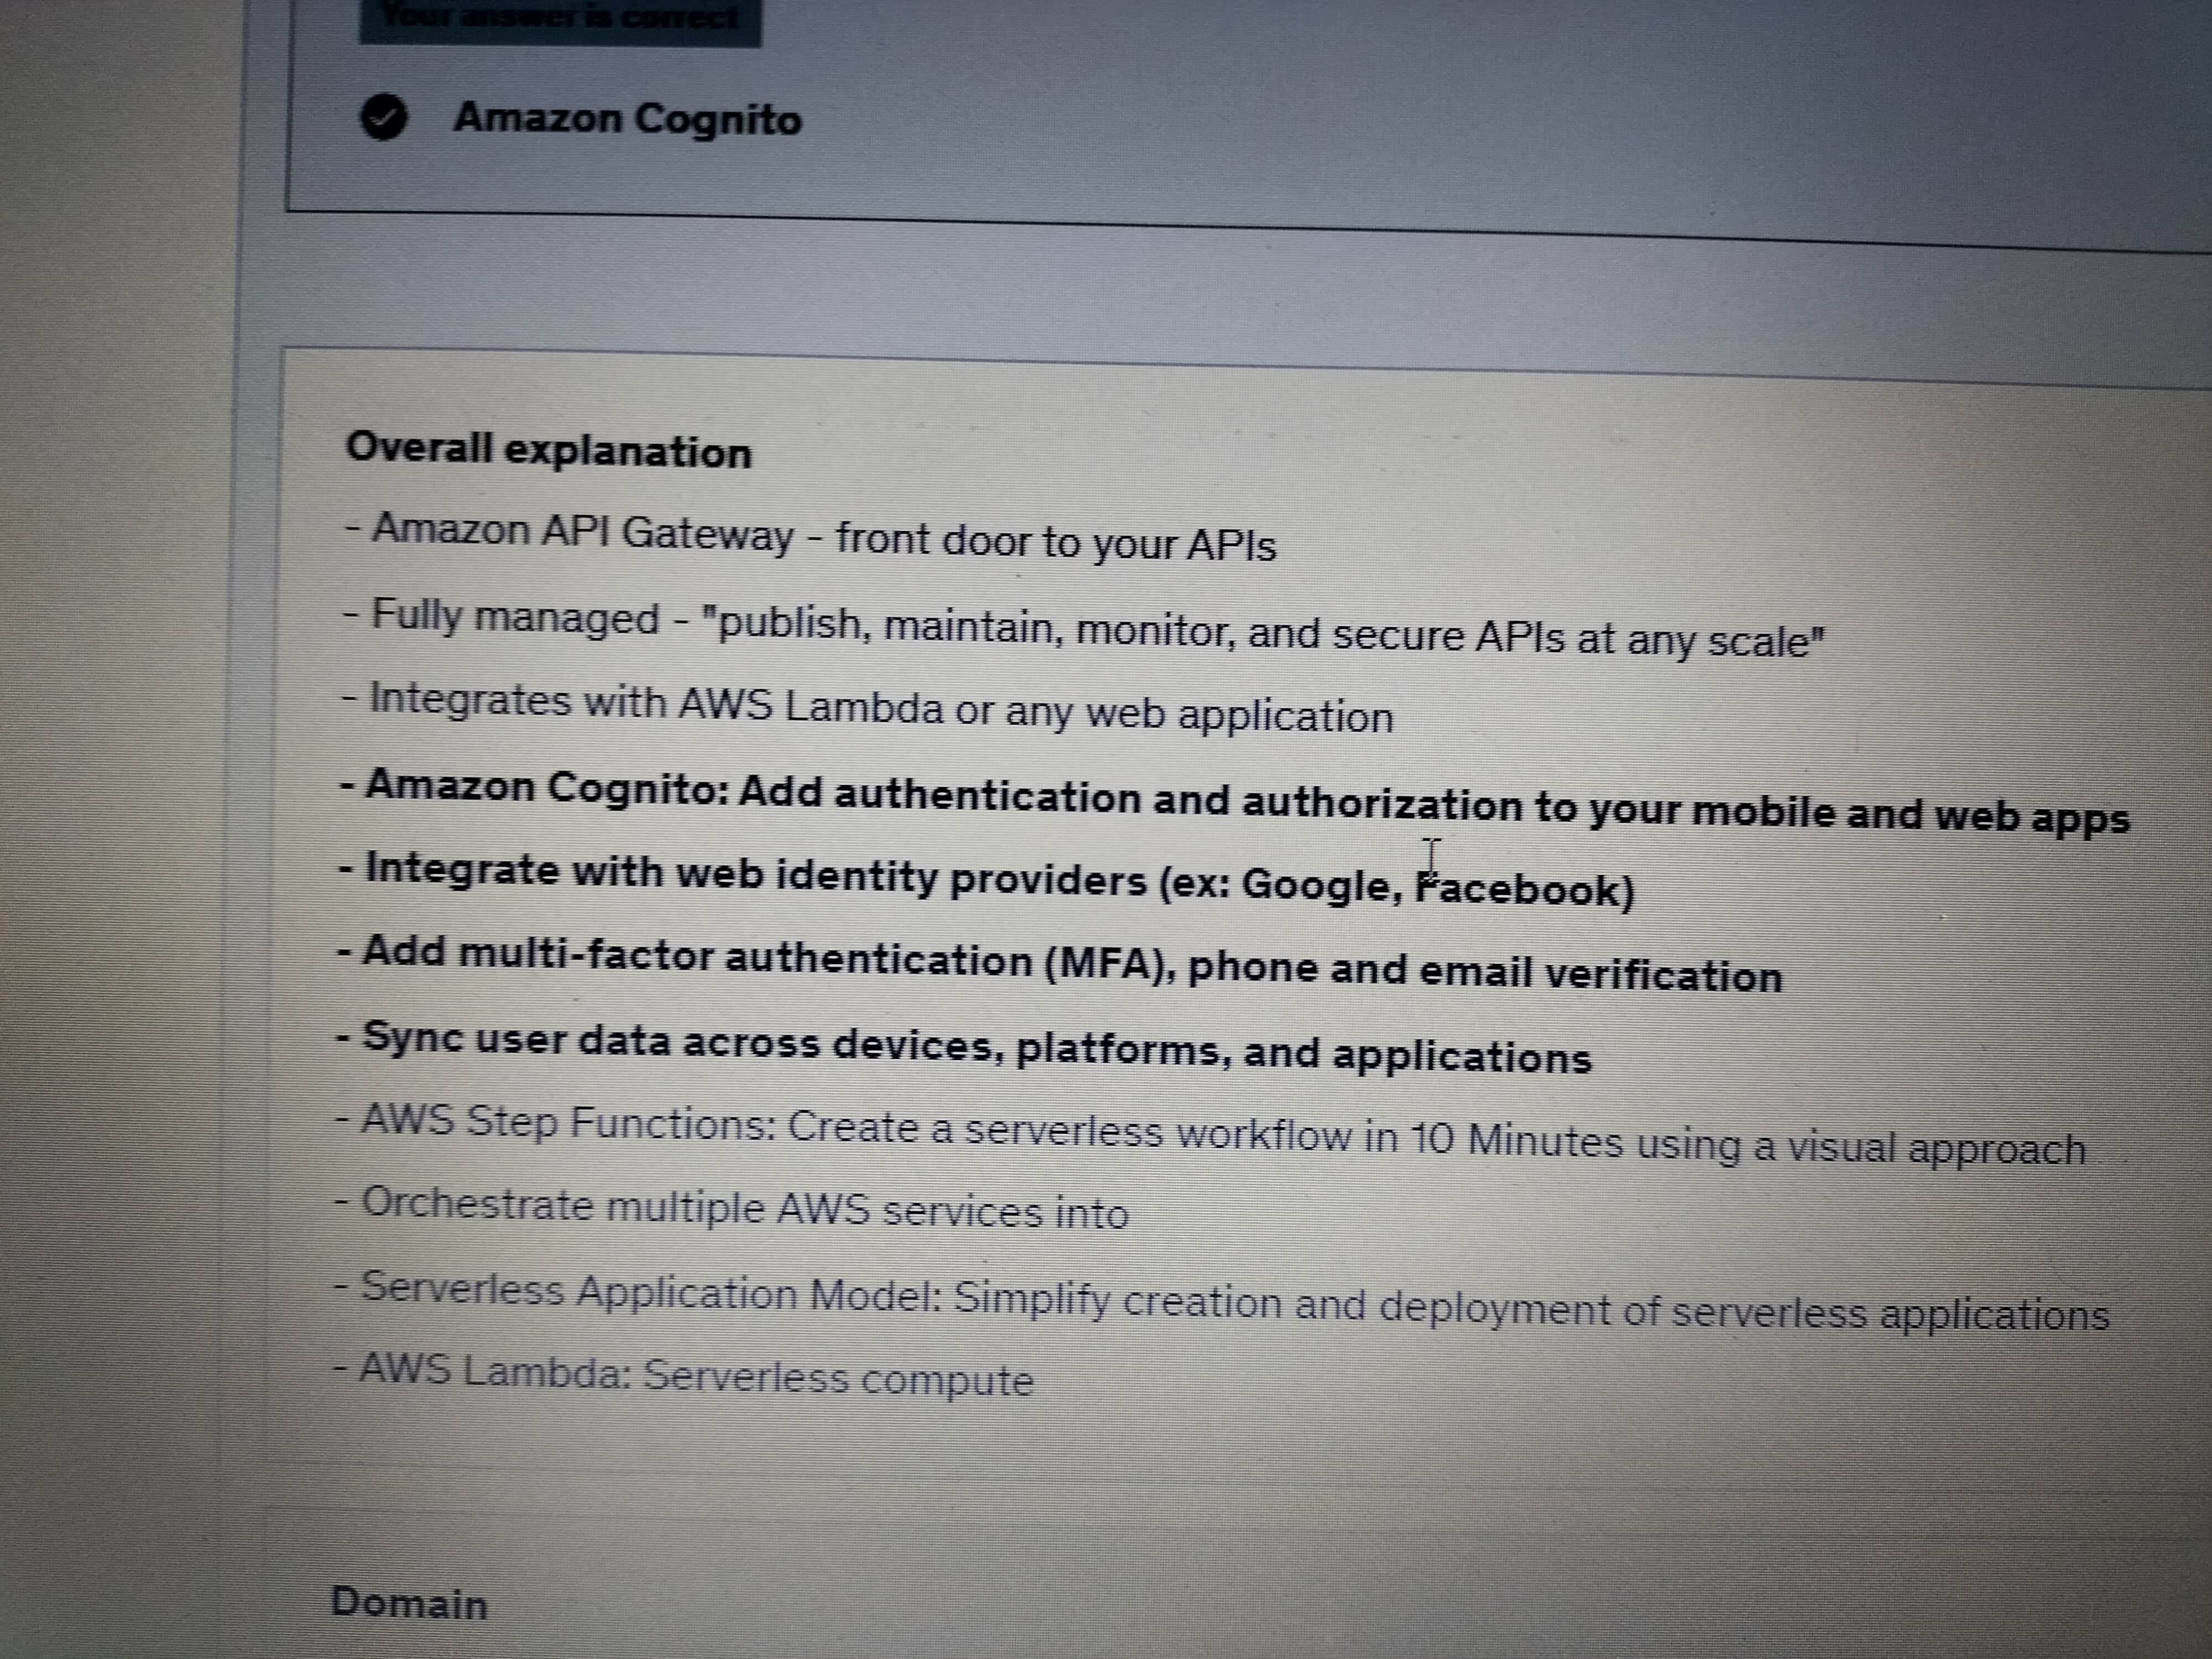 Your answer is correct
Amazon Cognito
Overall explanation
- Amazon API Gateway - front door to your APIs
- Fully managed - "publish, maintain, monitor, and secure APIs at any scale"
- Integrates with AWS Lambda or any web application
- Amazon Cognito: Add authentication and authorization to your mobile and web apps
- Integrate with web identity providers (ex: Google, Facebook)
- Add multi-factor authentication (MFA), phone and email verification
- Sync user data across devices, platforms, and applications
- AWS Step Functions: Create a serverless workflow in 10 Minutes using a visual approach
- Orchestrate multiple AWS services into
- Serverless Application Model: Simplify creation and deployment of serverless applications
- AWS Lambda: Serverless compute
Domain